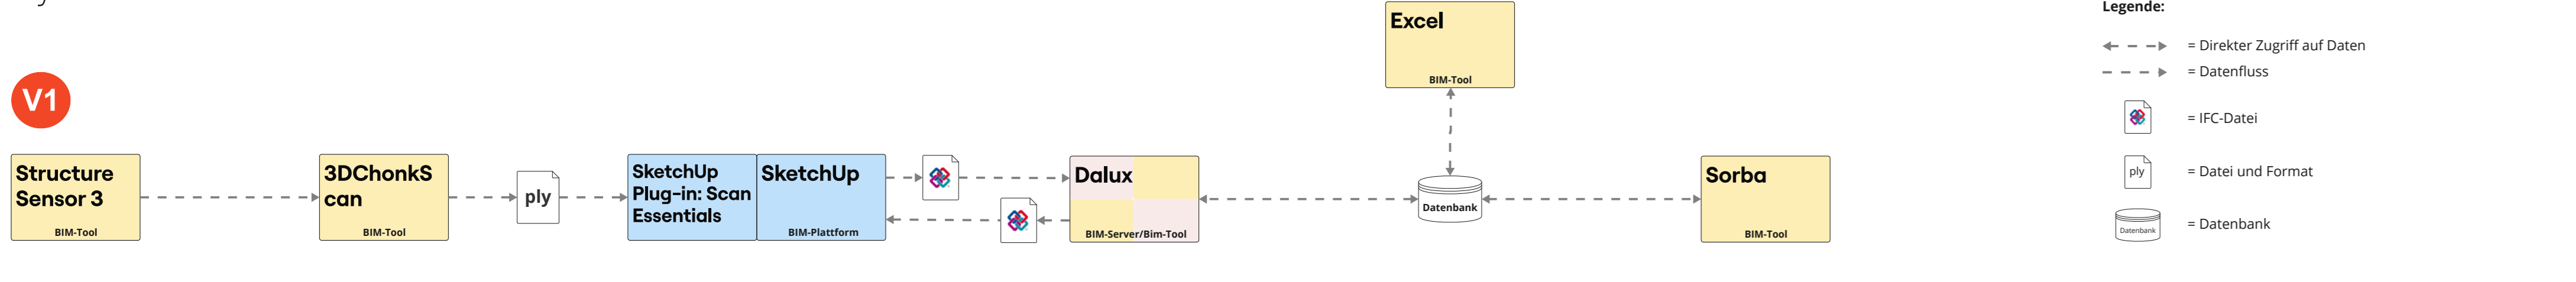 Excel
BIM-Tool
V1
Structure
Sensor 3
BIM-Tool
3DChonkS
can
BIM-Tool
ply
SketchUp
Plug-in: Scan
Essentials
SketchUp
BIM-Plattform
Dalux
BIM-Server/Bim-Tool
Datenbank
Sorba
BIM-Tool
Legende:
= Direkter Zugriff auf Daten
= Datenfluss
= IFC-Datei
ply
= Datei und Format
Datenbank
= Datenbank